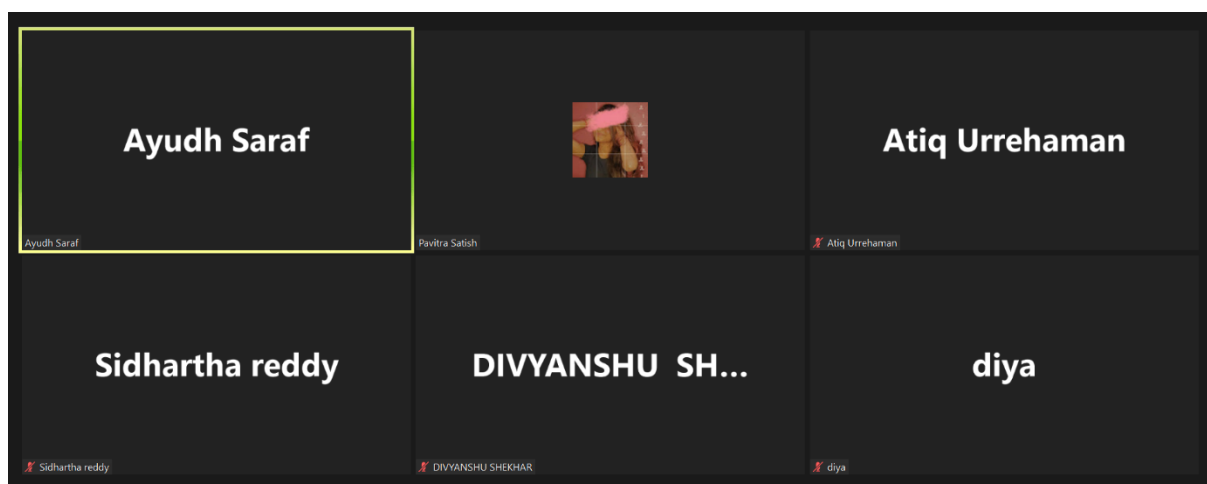 Ayudh Saraf
Ayudh Saraf
Pavitra Satish
Atiq Urrehaman
Atiq Urrehaman
Sidhartha reddy
Sidhartha reddy
DIVYANSHU SH...
DIVYANSHU SHEKHAR
diya
diya